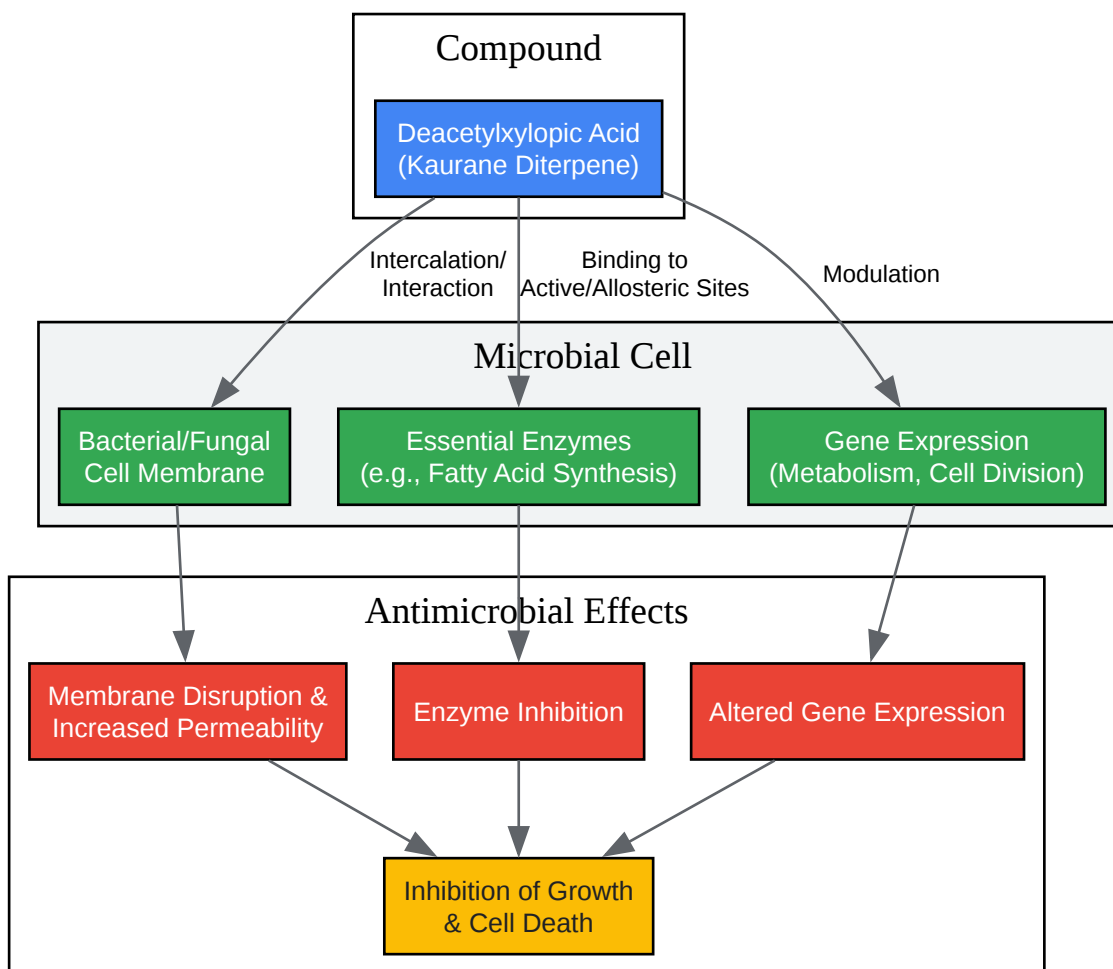 Compound
Deacetylxylopic Acid
(Kaurane Diterpene)
Intercalation/
Interaction
Binding to
Active/Allosteric Sites
Modulation
Microbial Cell
Bacterial/Fungal
Cell Membrane
Essential Enzymes
(e.g., Fatty Acid Synthesis)
Gene Expression
(Metabolism, Cell Division)
Antimicrobial Effects
Membrane Disruption &
Increased Permeability
Enzyme Inhibition
Altered Gene Expression
Inhibition of Growth
& Cell Death